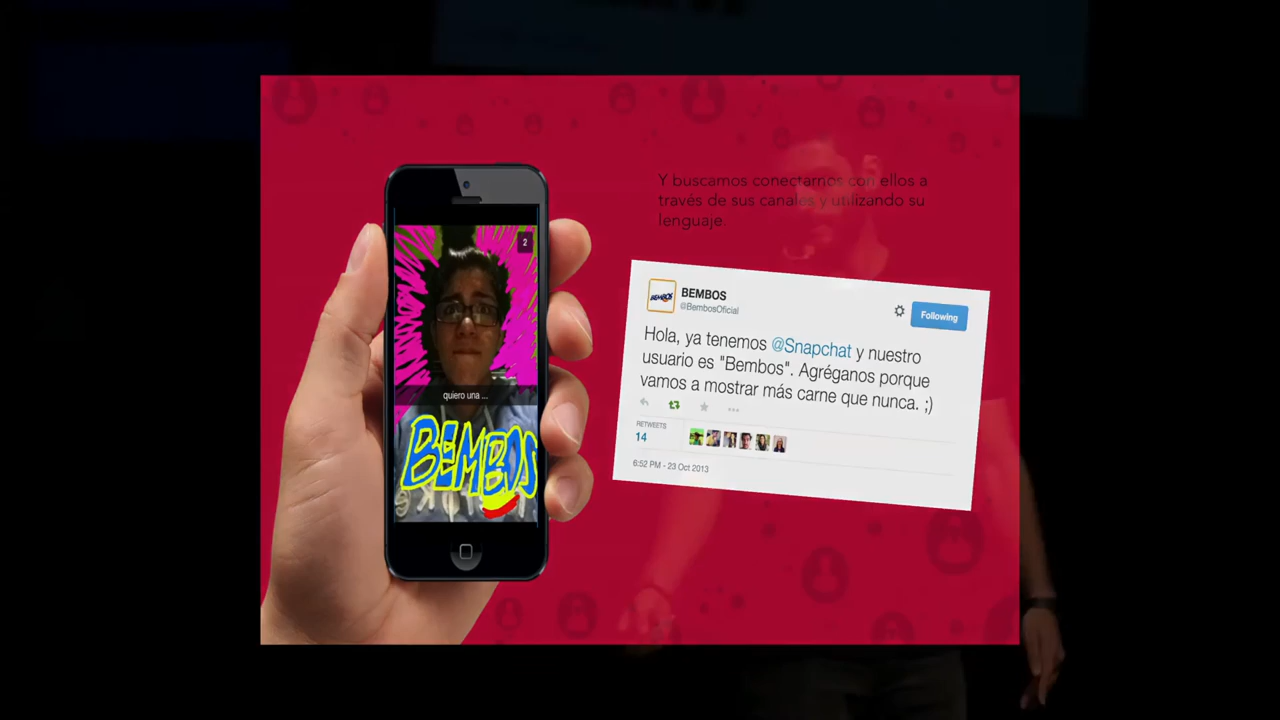 Y buscamos conectarnos con ellos a
través de sus canales y utilizando su
lenguaje.
2
quiero una ...
BEMBOS
BEMBOS
BEMBOS
@BembosOficial
Following
Hola, ya tenemos @Snapchat y nuestro
usuario es "Bembos". Agréganos porque
vamos a mostrar más carne que nunca. ;)
RETWEETS
14
6:52 PM - 23 Oct 2013